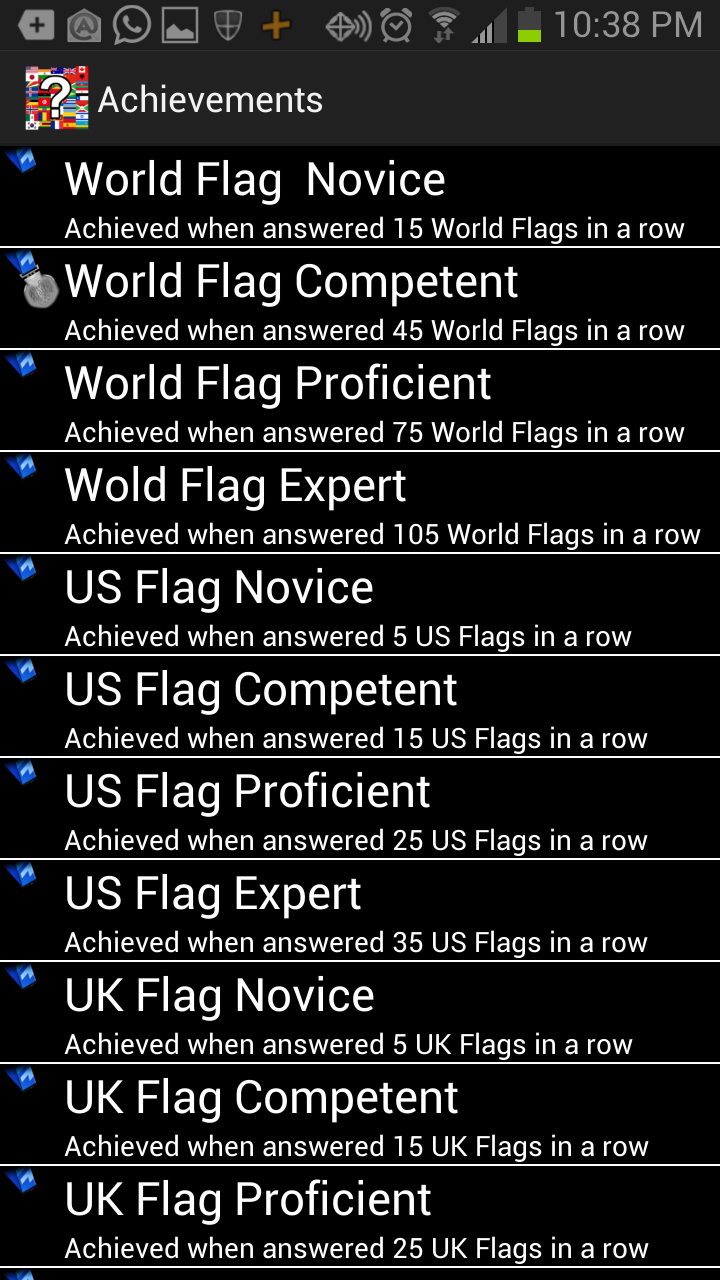 10:38 PM
Achievements
World Flag  Novice
Achieved when answered 15 World Flags in a row
World Flag Competent
Achieved when answered 45 World Flags in a row
World Flag Proficient
Achieved when answered 75 World Flags in a row
Wold Flag Expert
Achieved when answered 105 World Flags in a row
US Flag Novice
Achieved when answered 5 US Flags in a row
US Flag Competent
Achieved when answered 15 US Flags in a row
US Flag Proficient
Achieved when answered 25 US Flags in a row
US Flag Expert
Achieved when answered 35 US Flags in a row
UK Flag Novice
Achieved when answered 5 UK Flags in a row
UK Flag Competent
Achieved when answered 15 UK Flags in a row
UK Flag Proficient
Achieved when answered 25 UK Flags in a row